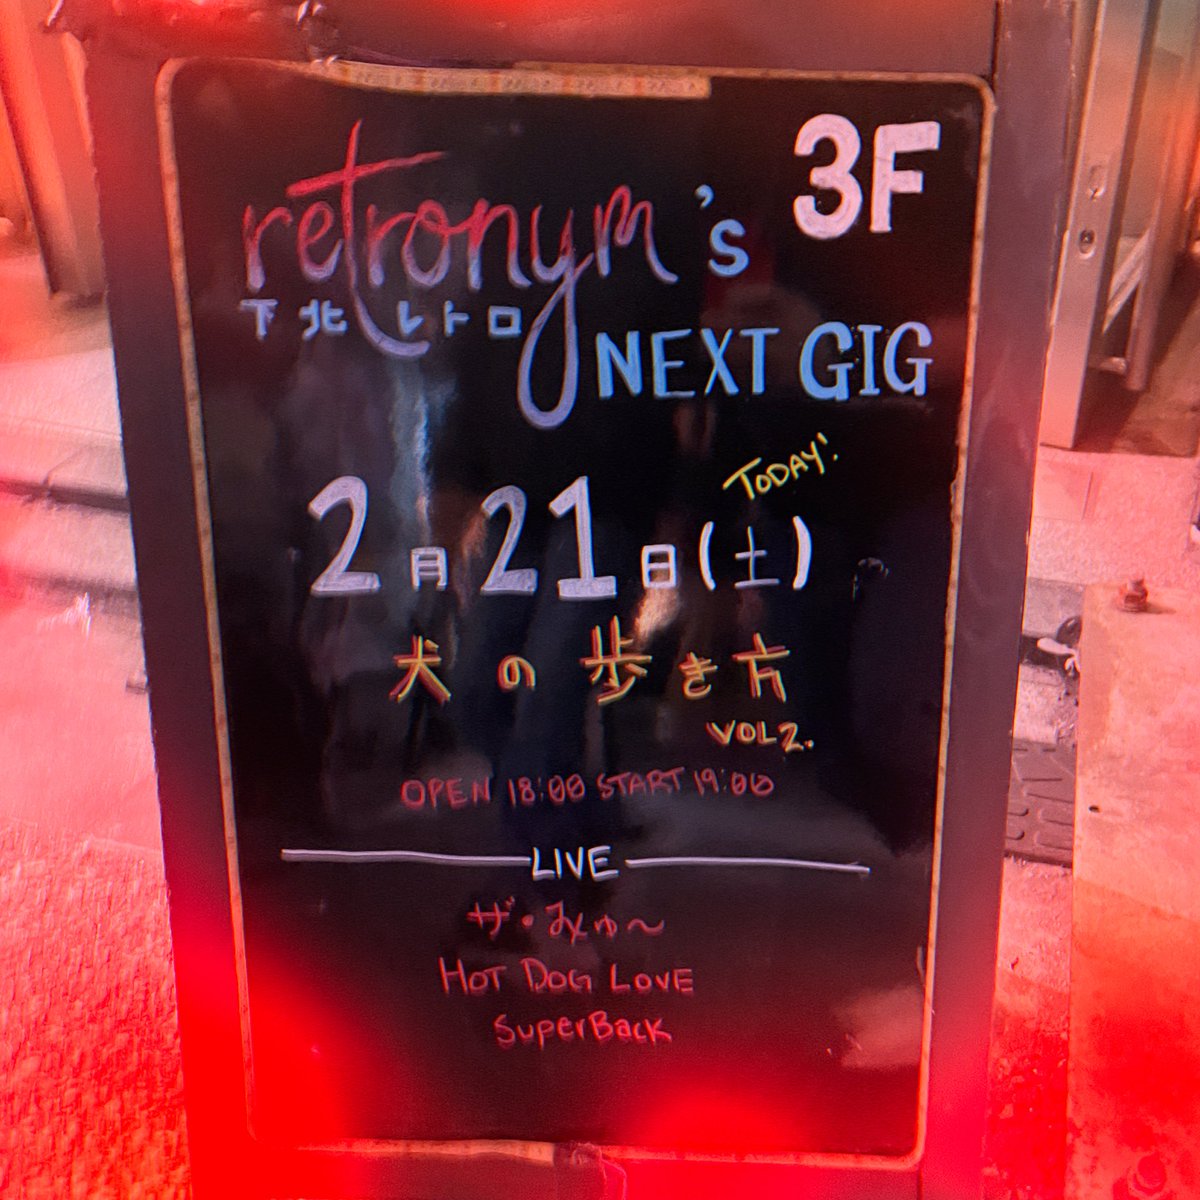 retronym's 3F
下北レトロ
NEXT GIG
TODAY!
2月21日(土)
犬の歩き方
VOL2.
OPEN 18:00 START 19:00
LIVE
ザ・みゅ〜
HOT DOG LOVE
SuperBack